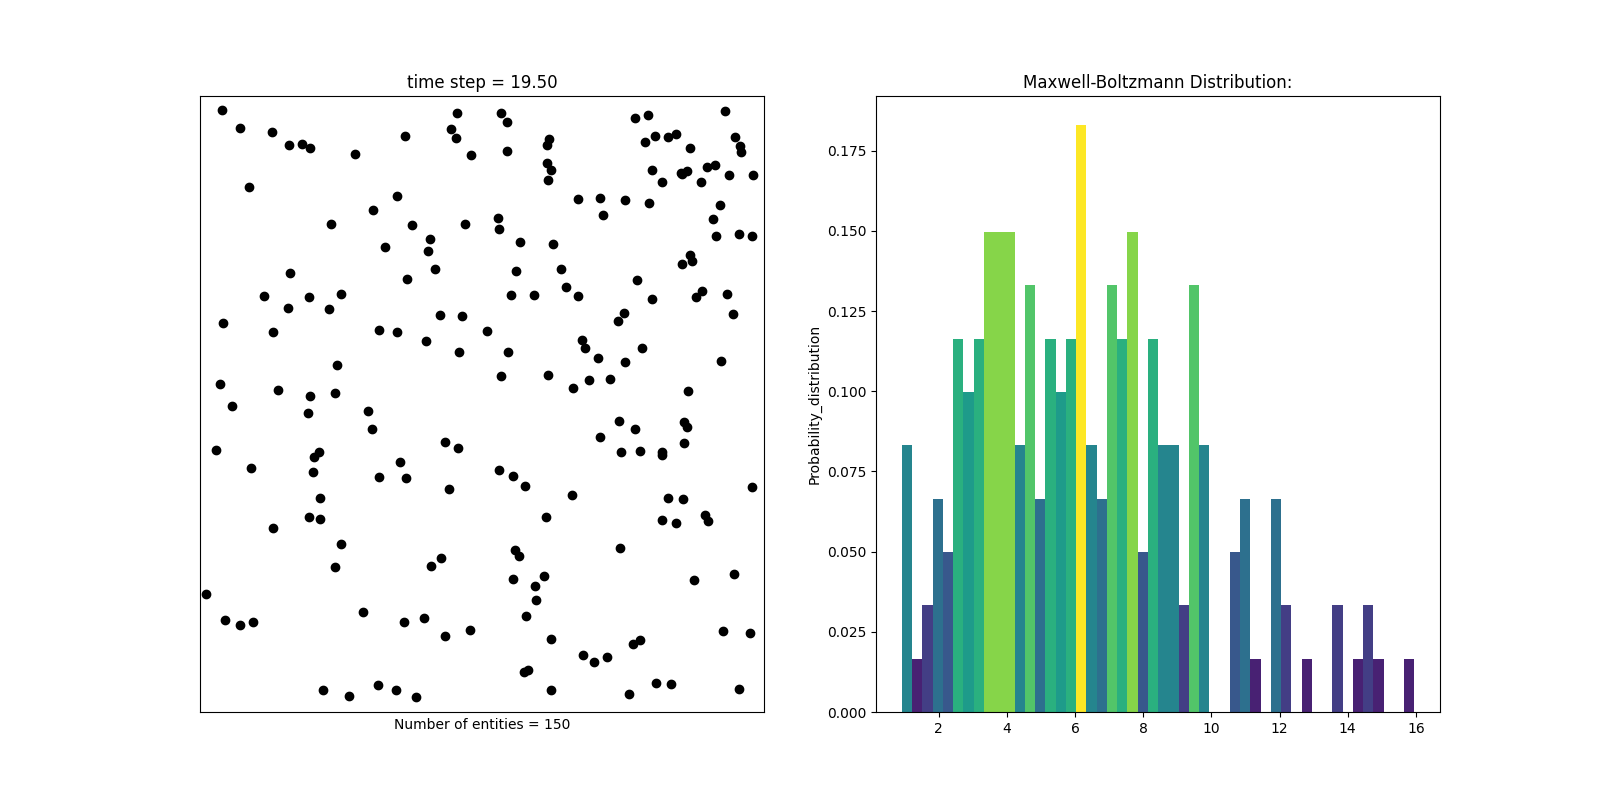 time step = 19.50
Number of entities = 150
Maxwell-Boltzmann Distribution:
Probability_distribution
0.175
0.150
0.125
0.100
0.075
0.050
0.025
0.000
2 4 6 8 10 12 14 16